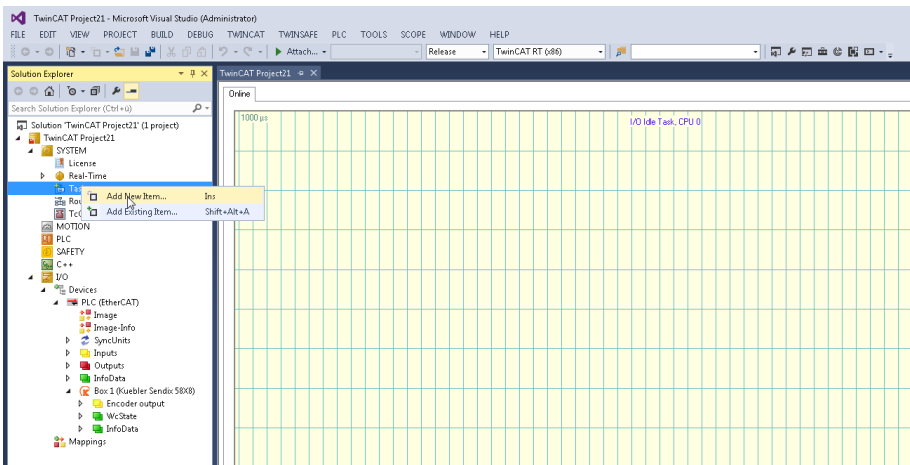 TwinCAT Project21 - Microsoft Visual Studio (Administrator)
FILE EDIT VIEW PROJECT BUILD DEBUG TWINCAT TWINSAFE PLC TOOLS SCOPE WINDOW HELP
Attach... Release TwinCAT RT (x86)
Solution Explorer
TwinCAT Project21
Online
Search Solution Explorer (Ctrl+ü)
1000 µs
I/O Idle Task, CPU 0
Solution 'TwinCAT Project21' (1 project)
TwinCAT Project21
SYSTEM
License
Real-Time
Tas
Add New Item... Ins
Rou
Add Existing Item... Shift+Alt+A
TcC
MOTION
PLC
SAFETY
C++
I/O
Devices
PLC (EtherCAT)
Image
Image-Info
SyncUnits
Inputs
Outputs
InfoData
Box 1 (Kuebler Sendix 58X8)
Encoder output
WcState
InfoData
Mappings